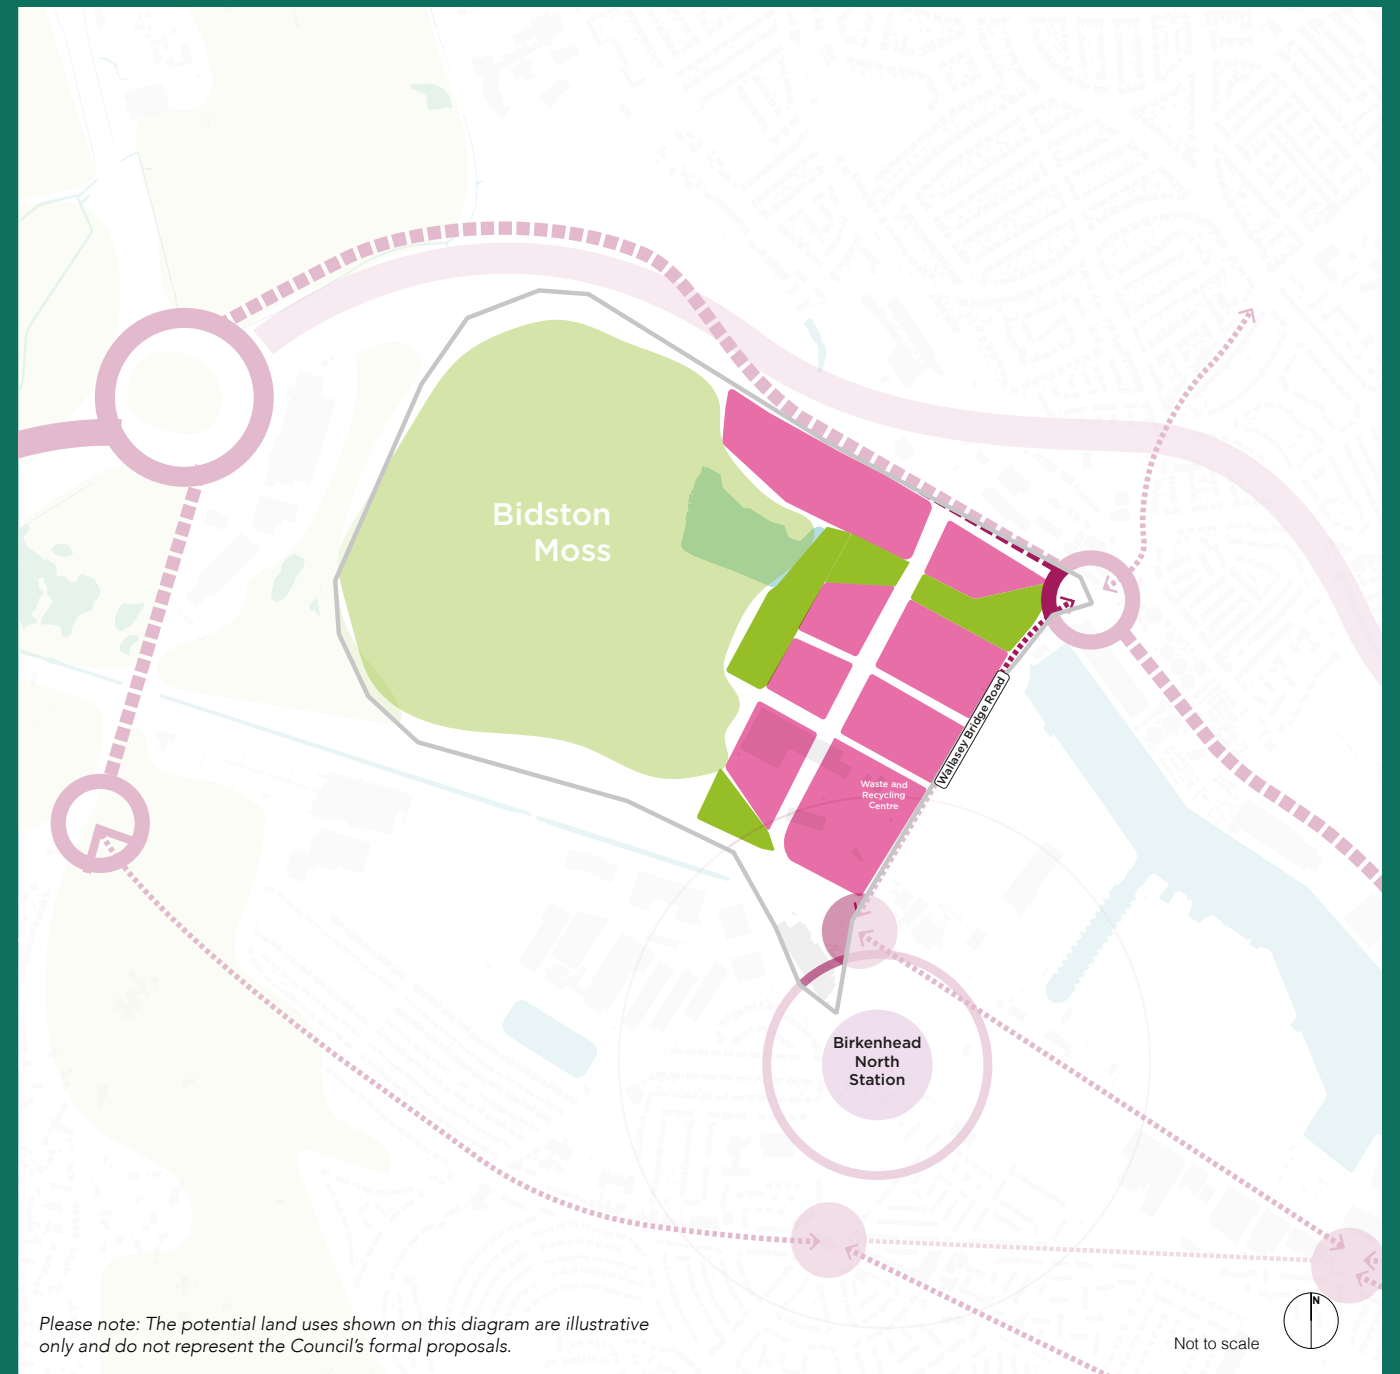 Bidston
Moss
Wallasey Bridge Road
Waste and
Recycling
Centre
Birkenhead
North
Station
Please note: The potential land uses shown on this diagram are illustrative
only and do not represent the Council's formal proposals.
Not to scale
N